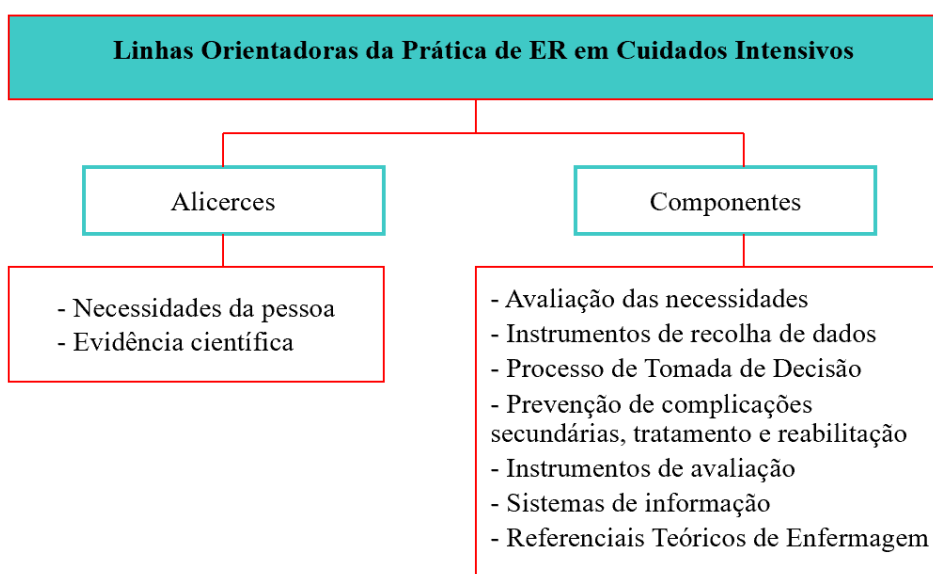 Linhas Orientadoras da Prática de ER em Cuidados Intensivos
Alicerces
- Necessidades da pessoa
- Evidência científica
Componentes
- Avaliação das necessidades
- Instrumentos de recolha de dados
- Processo de Tomada de Decisão
- Prevenção de complicações
secundárias, tratamento e reabilitação
- Instrumentos de avaliação
- Sistemas de informação
- Referenciais Teóricos de Enfermagem